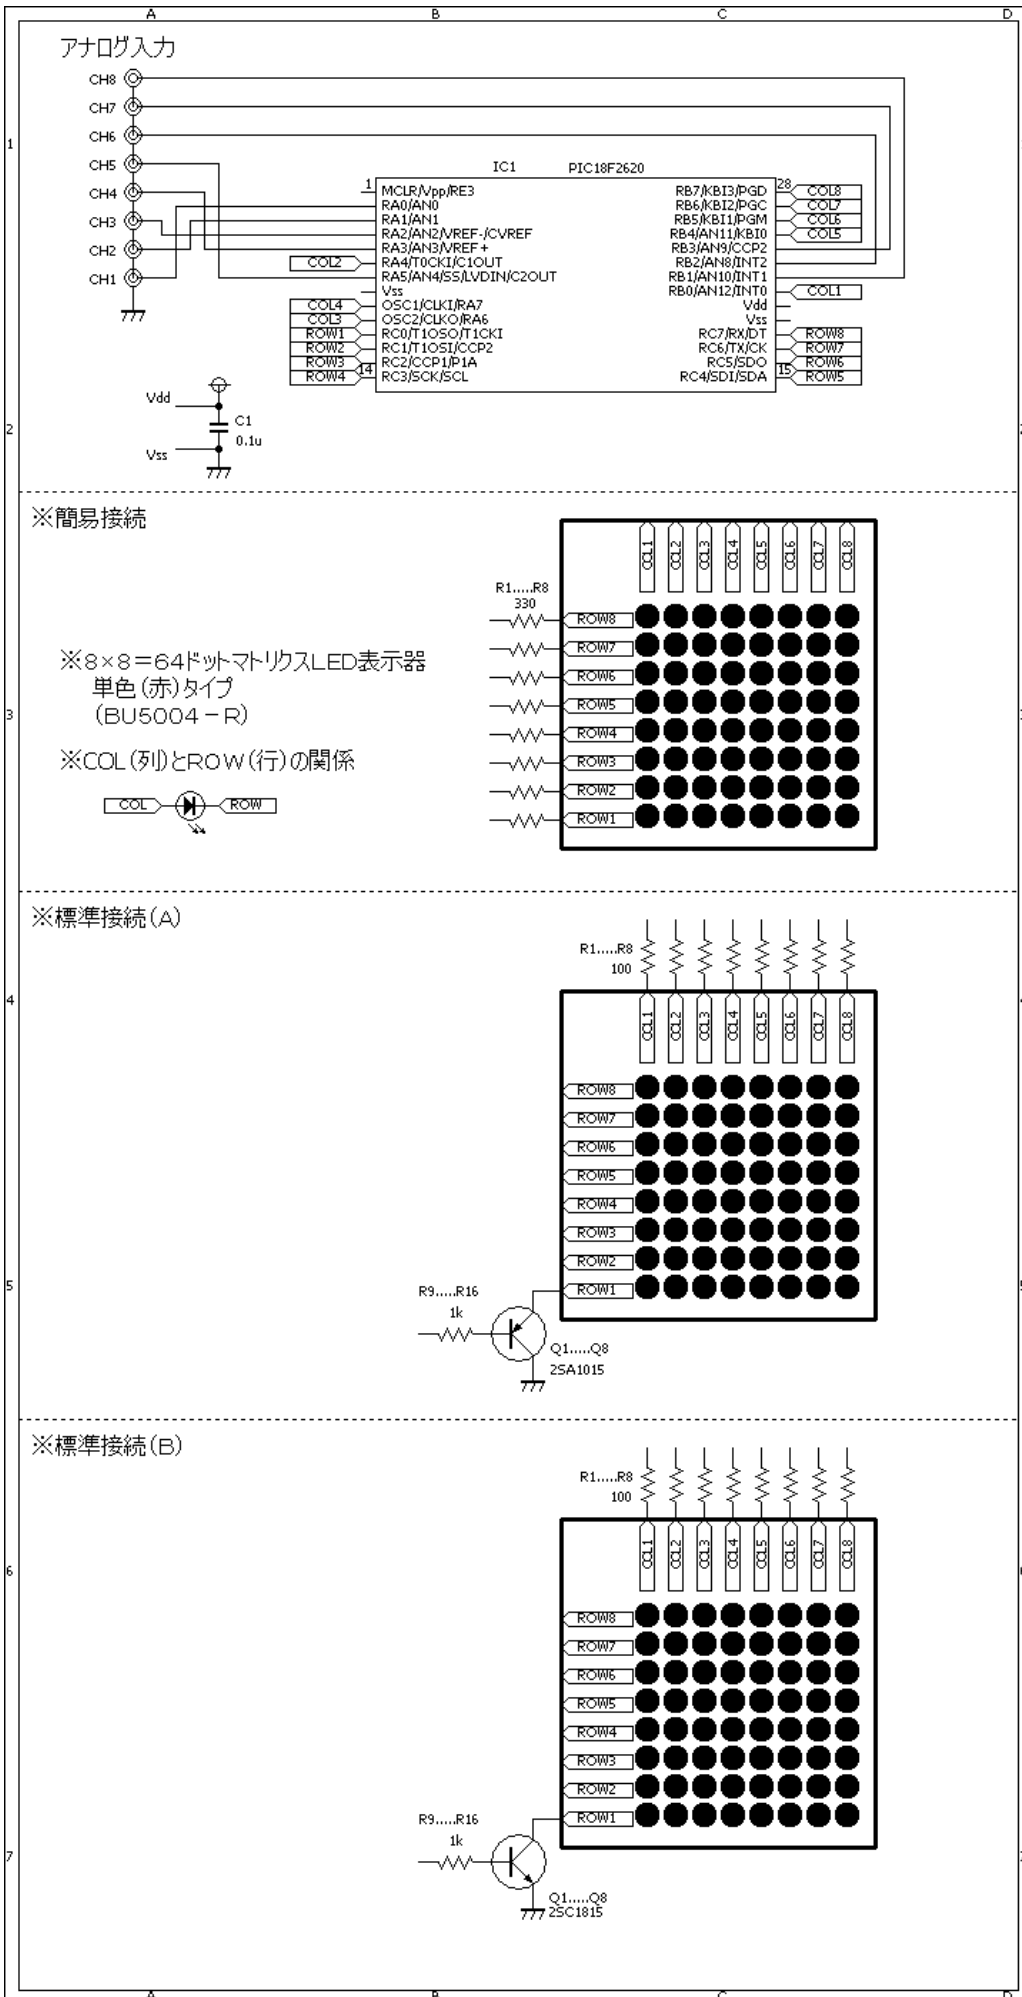 A B C D
アナログ入力
CH8
CH7
CH6
CH5
CH4
CH3
CH2
CH1
1
IC1 PIC18F2620
1 MCLR/Vpp/RE3 RB7/KBI3/PGD 28 COL8
RA0/AN0 RB6/KBI2/PGC COL7
RA1/AN1 RB5/KBI1/PGM COL6
RA2/AN2/VREF-/CVREF RB4/AN11/KBI0 COL5
RA3/AN3/VREF+ RB3/AN9/CCP2
COL2 RA4/T0CKI/C1OUT RB2/AN8/INT2
RA5/AN4/SS/LVDIN/C2OUT RB1/AN10/INT1
Vss RB0/AN12/INT0 COL1
COL4 OSC1/CLKI/RA7 Vdd
COL3 OSC2/CLKO/RA6 Vss
ROW1 RC0/T1OSO/T1CKI RC7/RX/DT ROW8
ROW2 RC1/T1OSI/CCP2 RC6/TX/CK ROW7
ROW3 RC2/CCP1/P1A RC5/SDO ROW6
ROW4 14 RC3/SCK/SCL RC4/SDI/SDA 15 ROW5
Vdd
C1
0.1u
Vss
2
※簡易接続
COL1 COL2 COL3 COL4 COL5 COL6 COL7 COL8
R1.....R8
330
ROW8
ROW7
ROW6
ROW5
ROW4
ROW3
ROW2
ROW1
※8×8=64ドットマトリクスLED表示器
単色(赤)タイプ
(BU5004-R)
3
※COL(列)とROW(行)の関係
COL ROW
※標準接続(A)
R1.....R8
100
4
COL1 COL2 COL3 COL4 COL5 COL6 COL7 COL8
ROW8
ROW7
ROW6
ROW5
ROW4
ROW3
ROW2
ROW1
5
R9.....R16
1k
Q1.....Q8
2SA1015
※標準接続(B)
R1.....R8
100
COL1 COL2 COL3 COL4 COL5 COL6 COL7 COL8
6
ROW8
ROW7
ROW6
ROW5
ROW4
ROW3
ROW2
ROW1
R9.....R16
1k
7
Q1.....Q8
2SC1815